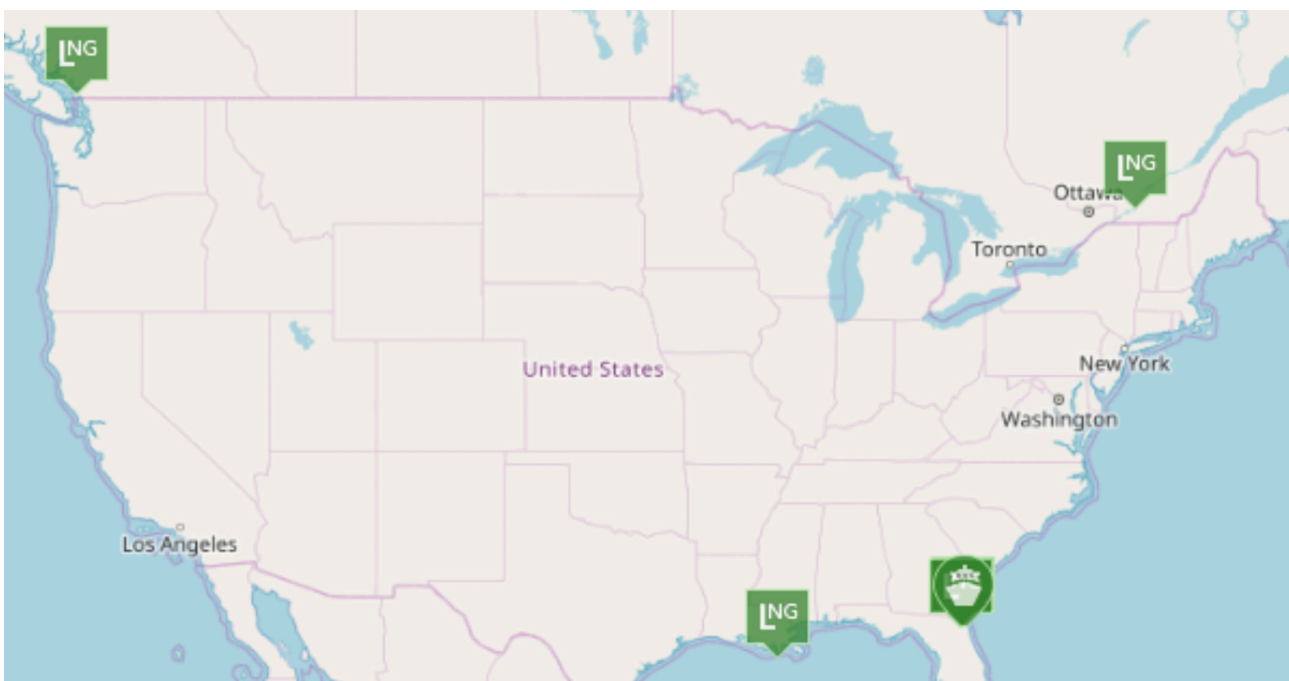 LNG
LNG
Ottawa
Toronto
United States
New York
Washington
Los Angeles
LNG